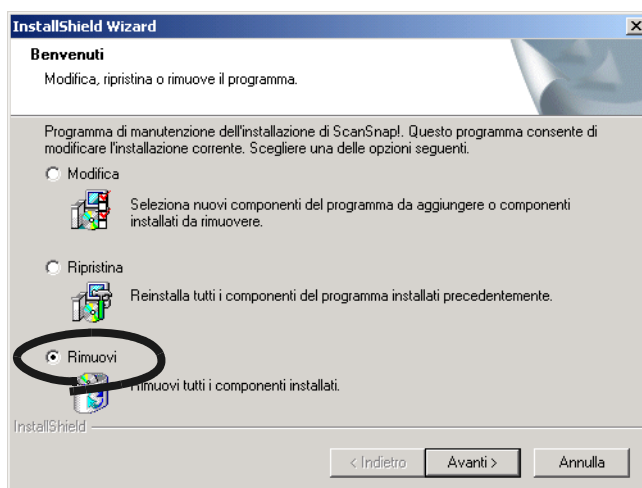 InstallShield Wizard
Benvenuti
Modifica, ripristina o rimuove il programma.
Programma di manutenzione dell'installazione di ScanSnap!. Questo programma consente di
modificare l'installazione corrente. Scegliere una delle opzioni seguenti.
Modifica
Seleziona nuovi componenti del programma da aggiungere o componenti
installati da rimuovere.
Ripristina
Reinstalla tutti i componenti del programma installati precedentemente.
Rimuovi
Rimuovi tutti i componenti installati.
InstallShield
< Indietro
Avanti >
Annulla